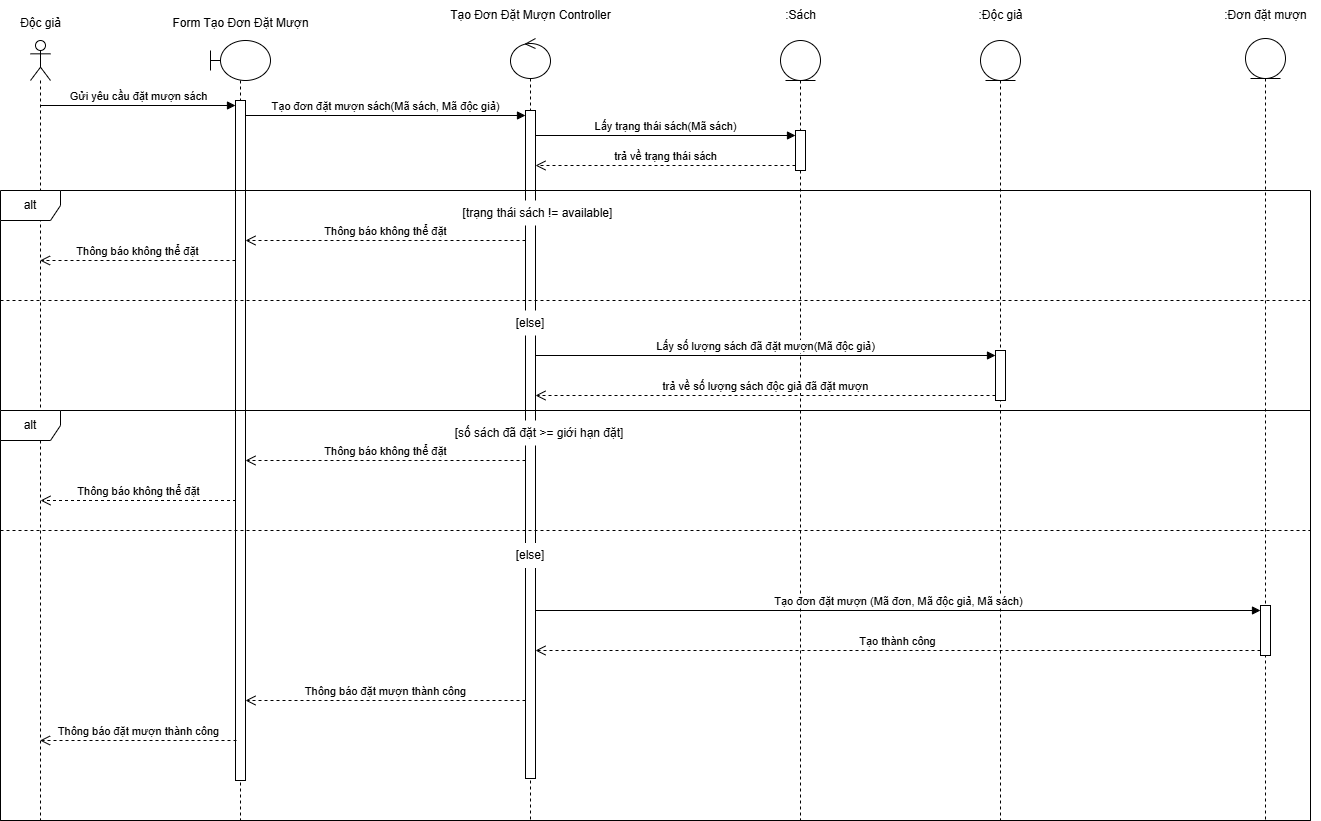 Độc giả
Form Tạo Đơn Đặt Mượn
Tạo Đơn Đặt Mượn Controller
:Sách
:Độc giả
:Đơn đặt mượn
Gửi yêu cầu đặt mượn sách
Tạo đơn đặt mượn sách(Mã sách, Mã độc giả)
Lấy trạng thái sách(Mã sách)
trả về trạng thái sách
alt
[trạng thái sách != available]
Thông báo không thể đặt
Thông báo không thể đặt
[else]
Lấy số lượng sách đã đặt mượn(Mã độc giả)
trả về số lượng sách độc giả đã đặt mượn
alt
[số sách đã đặt >= giới hạn đặt]
Thông báo không thể đặt
Thông báo không thể đặt
[else]
Tạo đơn đặt mượn (Mã đơn, Mã độc giả, Mã sách)
Tạo thành công
Thông báo đặt mượn thành công
Thông báo đặt mượn thành công